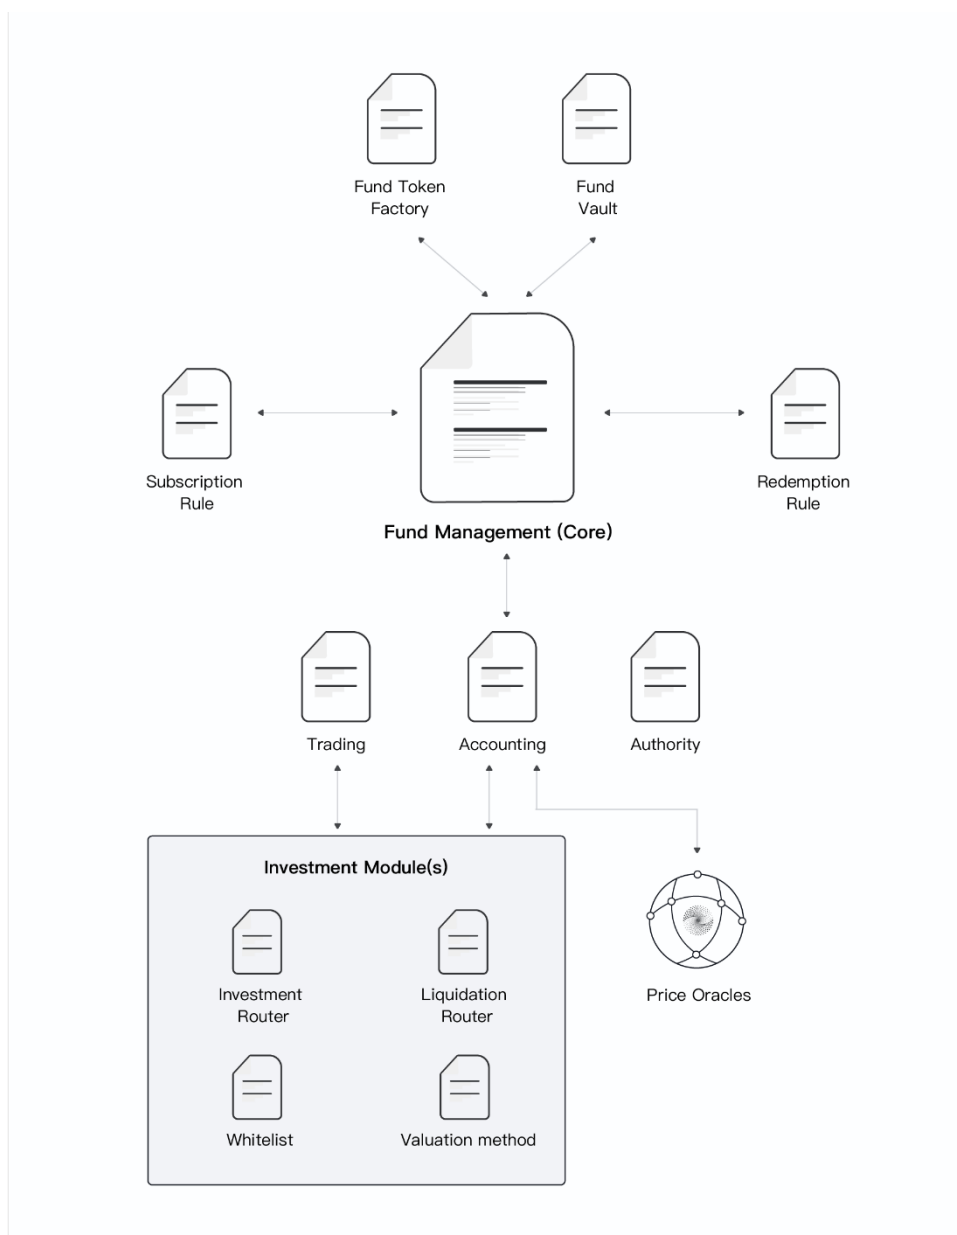 Fund Token
Factory
Fund
Vault
Subscription
Rule
Redemption
Rule
Fund Management (Core)
Trading
Accounting
Authority
Investment Module(s)
Investment
Router
Liquidation
Router
Price Oracles
Whitelist
Valuation method